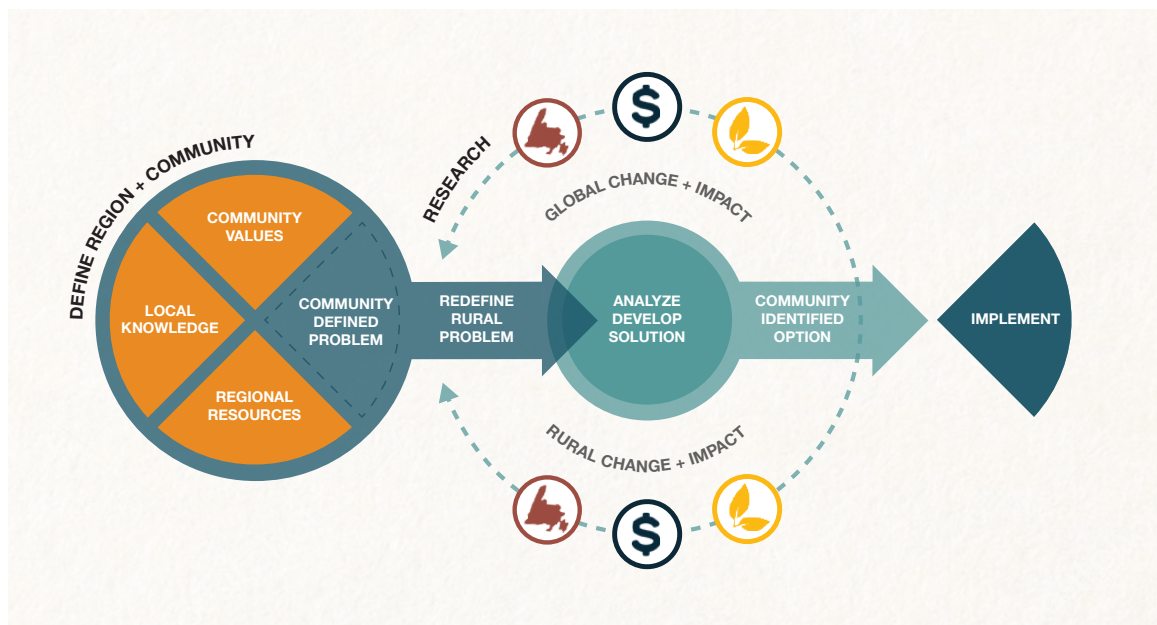 DEFINE REGION + COMMUNITY
COMMUNITY
VALUES
LOCAL
KNOWLEDGE
COMMUNITY
DEFINED
PROBLEM
REGIONAL
RESOURCES
RESEARCH
$
GLOBAL CHANGE + IMPACT
REDEFINE
RURAL
PROBLEM
ANALYZE
DEVELOP
SOLUTION
COMMUNITY
IDENTIFIED
OPTION
IMPLEMENT
RURAL CHANGE + IMPACT
$